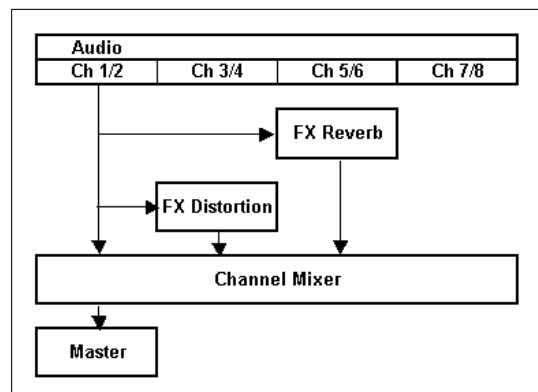 Audio
Ch 1/2 Ch 3/4 Ch 5/6 Ch 7/8
FX Reverb
FX Distortion
Channel Mixer
Master